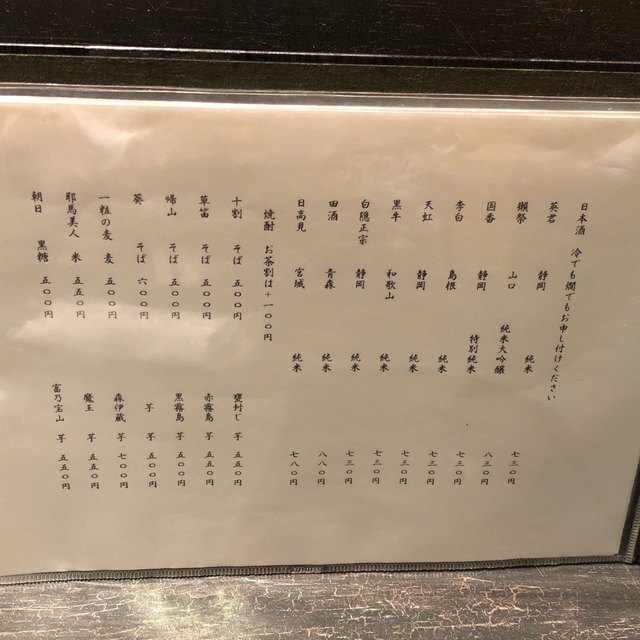 日本酒 冷でも燗でもお申し付けください
英君 静岡 純米 七三〇円
獺祭 山口 純米大吟醸 八三〇円
国香 静岡 特別純米 七三〇円
李白 島根 純米 七三〇円
天虹 静岡 純米 七三〇円
黒牛 和歌山 純米 七三〇円
白隠正宗 静岡 純米 七三〇円
田酒 青森 純米 八八〇円
日高見 宮城 純米 七八〇円
焼酎 お茶割は+一〇〇円
十割 そば 五〇〇円
草笛 そば 五〇〇円
帰山 そば 五〇〇円
葵 そば 六〇〇円
一粒の麦 麦 五〇〇円
耶馬美人 米 五五〇円
朝日 黒糖 五〇〇円
甕封じ 芋 五五〇円
赤霧島 芋 五五〇円
黒霧島 芋 五〇〇円
芋 芋 五〇〇円
森伊蔵 芋 七〇〇円
魔王 芋 五五〇円
富乃宝山 芋 五五〇円